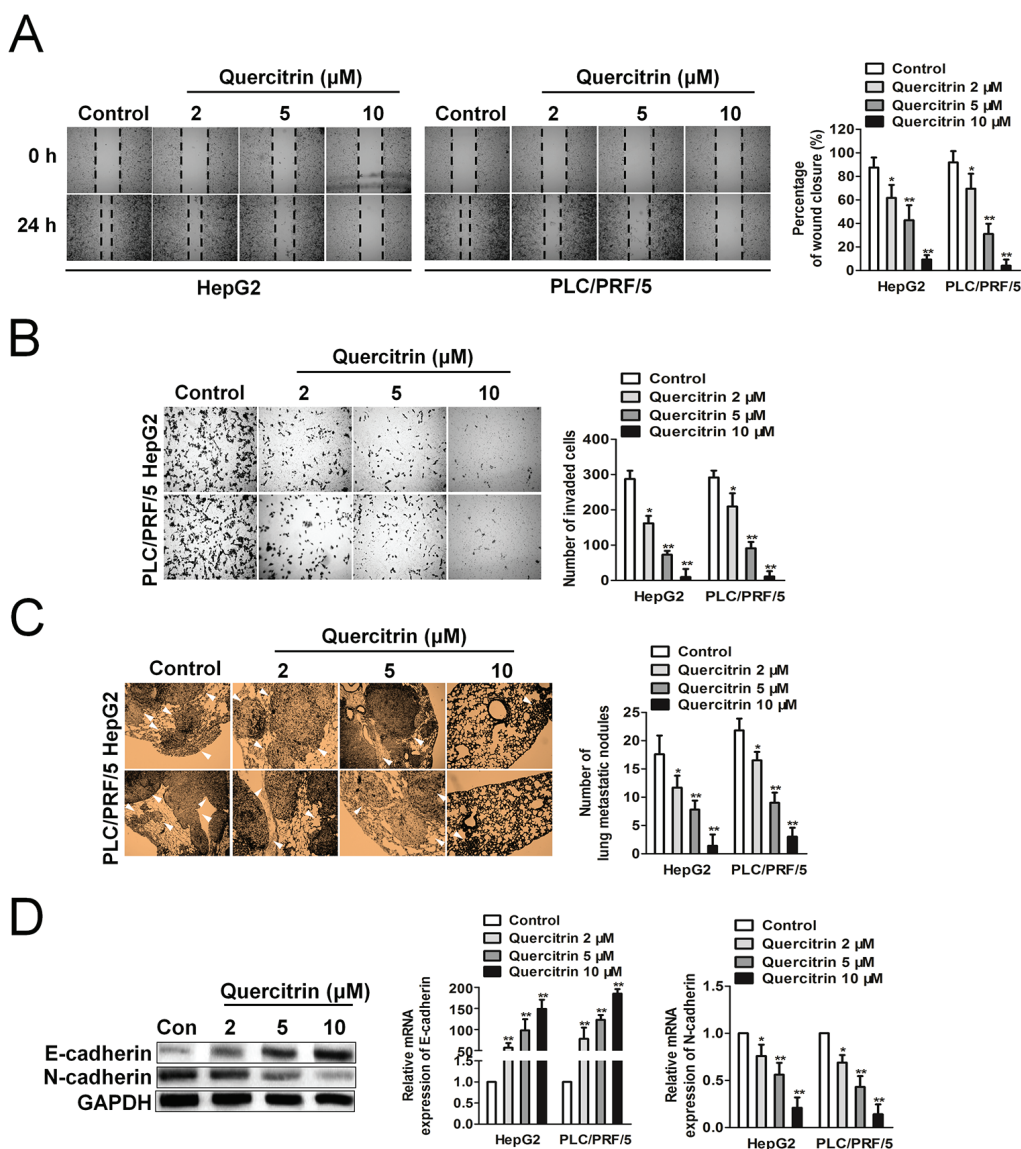 A
Quercitrin (µM)
Control 2 5 10
Quercitrin (µM)
Control 2 5 10
0 h
24 h
HepG2
PLC/PRF/5
Control
Quercitrin 2 µM
Quercitrin 5 µM
Quercitrin 10 µM
Percentage
of wound closure (%)
120
100
80
60
40
20
0
* ** ** * ** **
HepG2 PLC/PRF/5
B
Quercitrin (µM)
Control 2 5 10
PLC/PRF/5 HepG2
Control
Quercitrin 2 µM
Quercitrin 5 µM
Quercitrin 10 µM
Number of invaded cells
400
300
200
100
0
* ** ** * ** **
HepG2 PLC/PRF/5
C
Quercitrin (µM)
Control 2 5 10
PLC/PRF/5 HepG2
Control
Quercitrin 2 µM
Quercitrin 5 µM
Quercitrin 10 µM
Number of
lung metastatic nodules
25
20
15
10
5
0
* ** ** * ** **
HepG2 PLC/PRF/5
D
Quercitrin (µM)
Con 2 5 10
E-cadherin
N-cadherin
GAPDH
Control
Quercitrin 2 µM
Quercitrin 5 µM
Quercitrin 10 µM
Relative mRNA
expression of E-cadherin
200
150
100
50
1.5
1.0
0.5
0.0
** ** ** ** ** **
HepG2 PLC/PRF/5
Control
Quercitrin 2 µM
Quercitrin 5 µM
Quercitrin 10 µM
Relative mRNA
expression of N-cadherin
1.5
1.0
0.5
0.0
* ** ** * ** **
HepG2 PLC/PRF/5